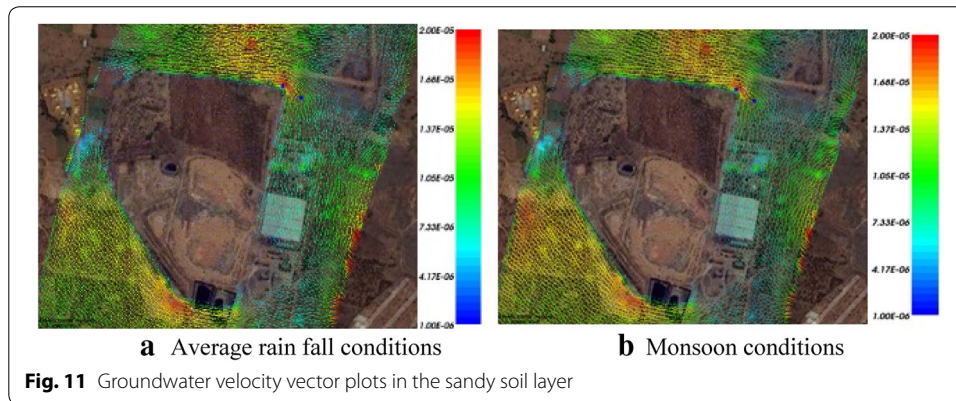 2.00E-05
1.68E-05
1.37E-05
1.05E-05
7.33E-06
4.17E-06
1.00E-06
2.00E-05
1.68E-05
1.37E-05
1.05E-05
7.33E-06
4.17E-06
1.00E-06
a Average rain fall conditions
b Monsoon conditions
Fig. 11 Groundwater velocity vector plots in the sandy soil layer